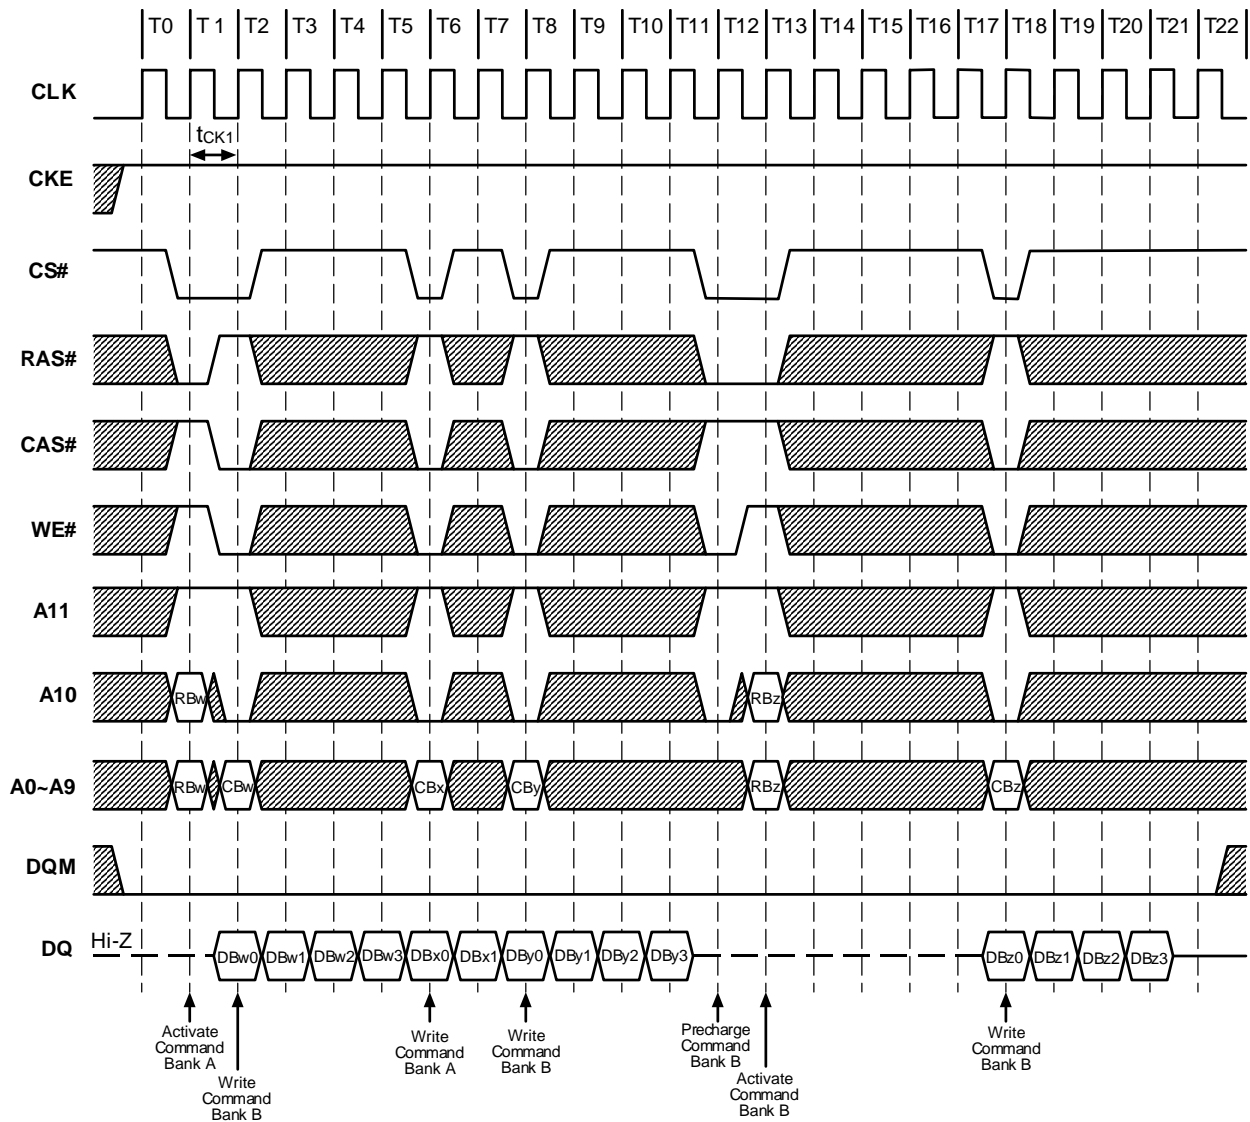 T0 T 1 T2 T3 T4 T5 T6 T7 T8 T9 T10 T11 T12 T13 T14 T15 T16 T17 T18 T19 T20 T21 T22
CLK
tCK1
CKE
CS#
RAS#
CAS#
WE#
A11
A10 RBw RBz
A0~A9 RBw CBw CBx CBy RBz CBz
DQM
DQ Hi-Z DBw0 DBw1 DBw2 DBw3 DBx0 DBx1 DBy0 DBy1 DBy2 DBy3 DBz0 DBz1 DBz2 DBz3
Activate
Command
Bank A
Write
Command
Bank B
Write
Command
Bank A
Write
Command
Bank B
Precharge
Command
Bank B
Activate
Command
Bank B
Write
Command
Bank B